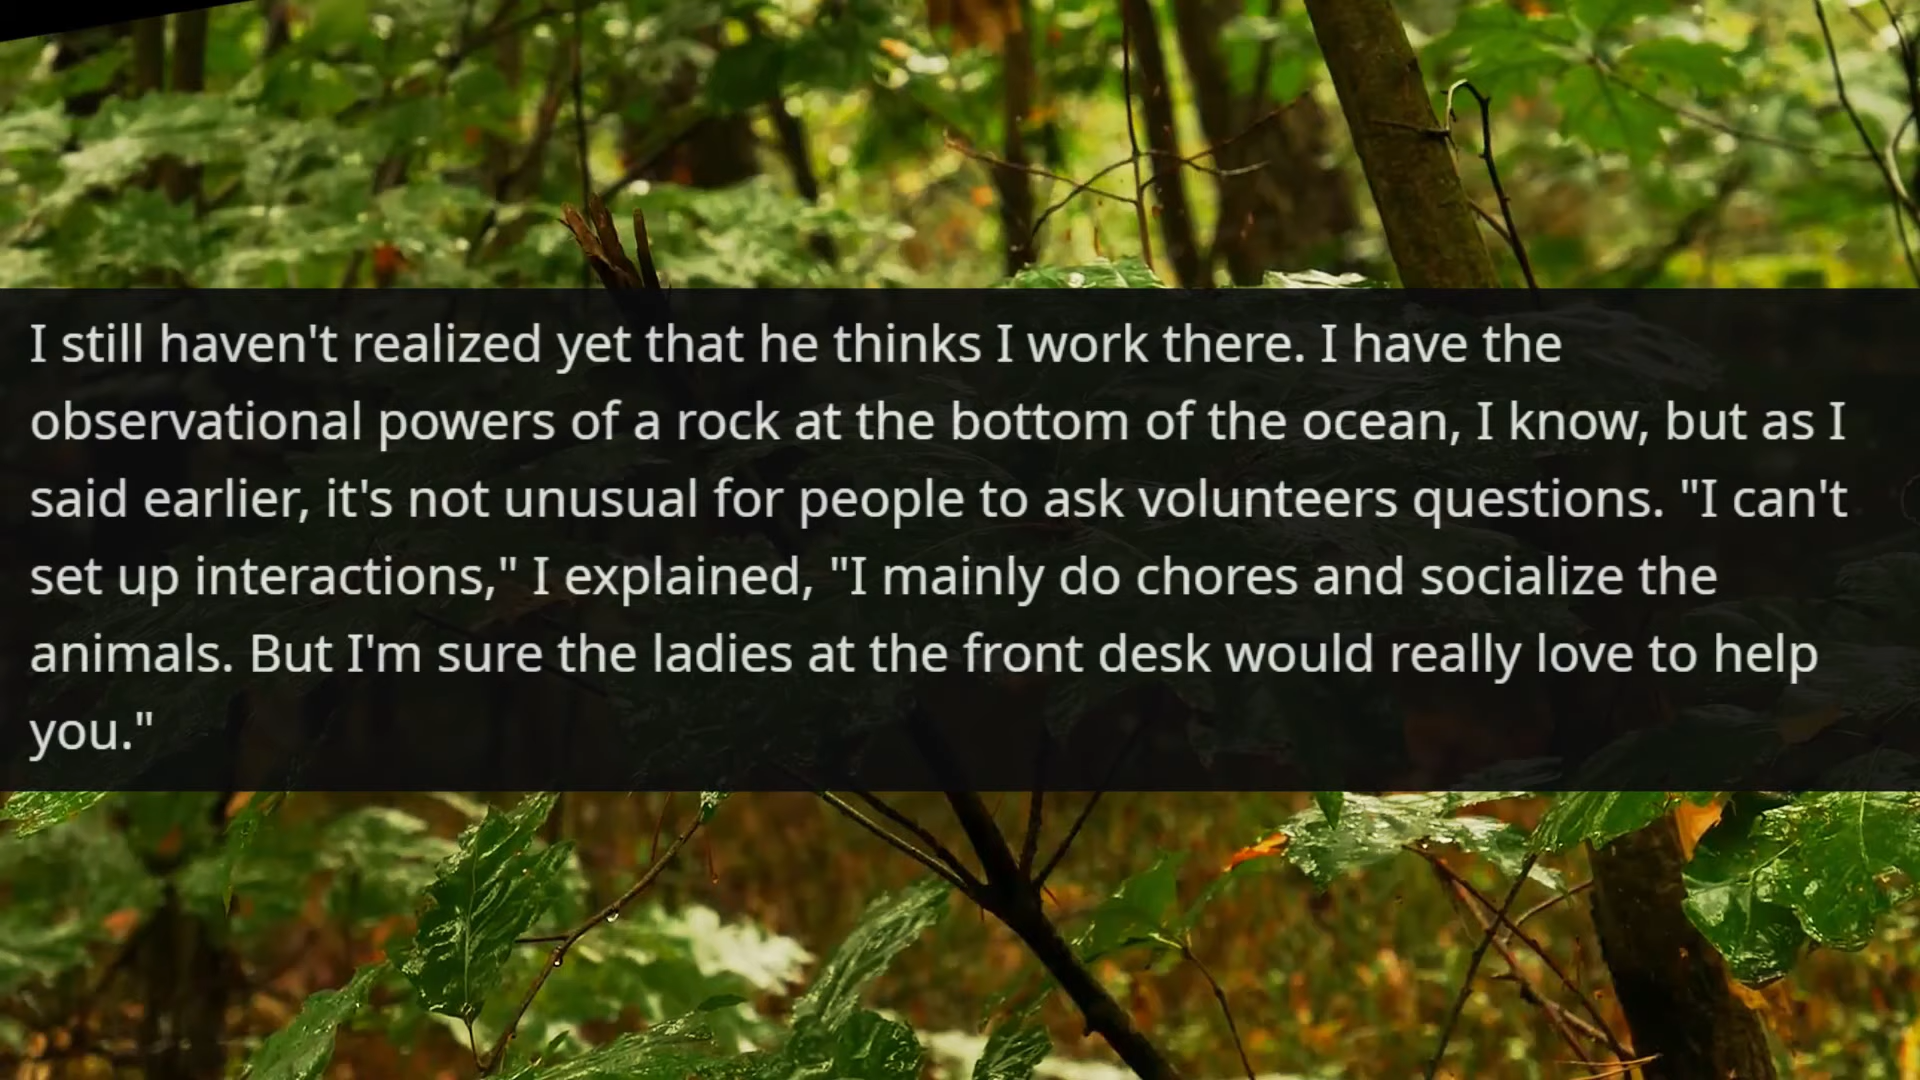 I still haven't realized yet that he thinks I work there. I have the
observational powers of a rock at the bottom of the ocean, I know, but as I
said earlier, it's not unusual for people to ask volunteers questions. "I can't
set up interactions," I explained, "I mainly do chores and socialize the
animals. But I'm sure the ladies at the front desk would really love to help
you."